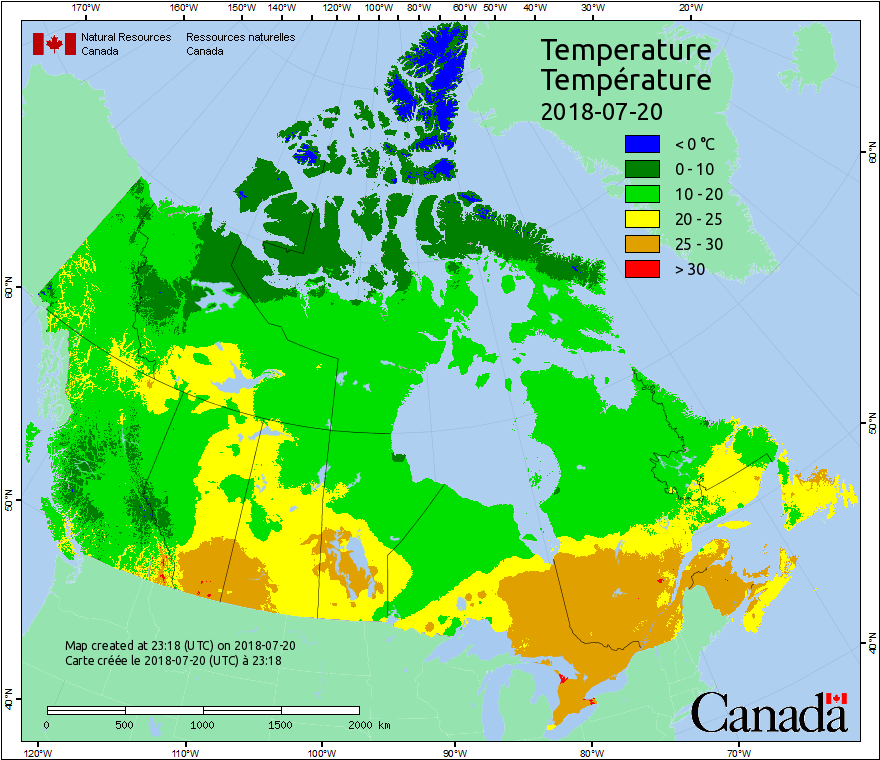 170°W 160°W 150°W 140°W 120°W 100°W 80°W 60°W 50°W 40°W 30°W 20°W
Natural Resources Ressources naturelles
Canada Canada
Temperature
Température
2018-07-20
< 0 °C
0 - 10
10 - 20
20 - 25
25 - 30
> 30
60°N
60°N
50°N
50°N
40°N
40°N
Map created at 23:18 (UTC) on 2018-07-20
Carte créée le 2018-07-20 (UTC) à 23:18
0 500 1000 1500 2000 km
Canada
120°W 110°W 100°W 90°W 80°W 70°W